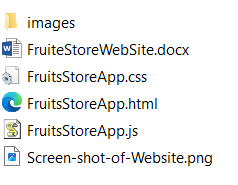 images
FruiteStoreWebSite.docx
FruitsStoreApp.css
FruitsStoreApp.html
FruitsStoreApp.js
Screen-shot-of-Website.png